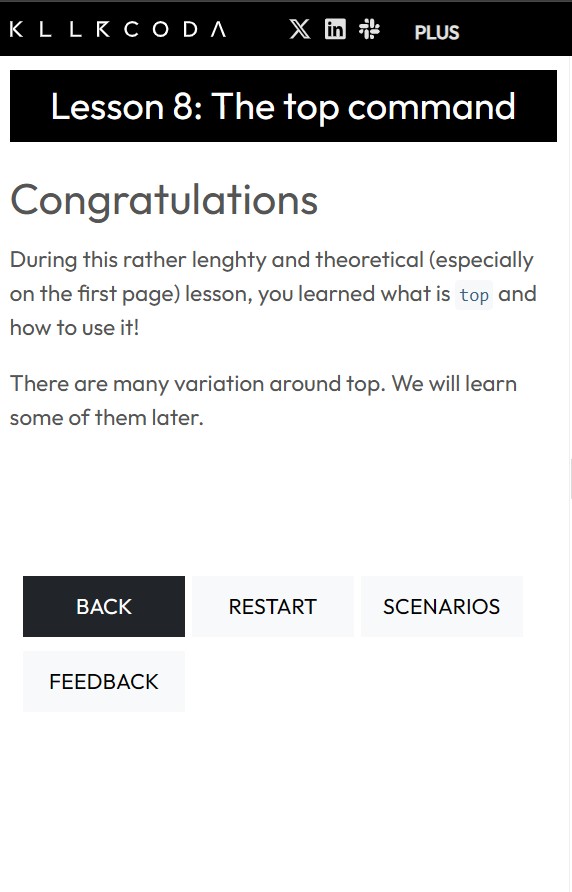 KLLRCODA
PLUS
Lesson 8: The top command
Congratulations
During this rather lenghty and theoretical (especially
on the first page) lesson, you learned what is top and
how to use it!
There are many variation around top. We will learn
some of them later.
BACK
RESTART
SCENARIOS
FEEDBACK